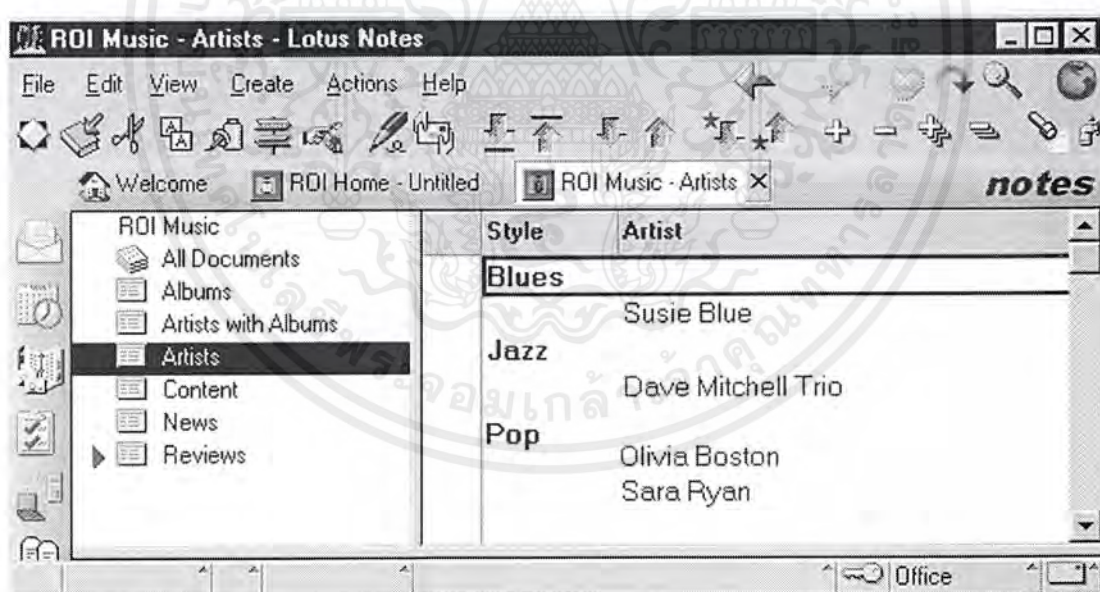 ROI Music - Artists - Lotus Notes
File Edit View Create Actions Help
Welcome ROI Home - Untitled ROI Music - Artists notes
ROI Music
All Documents
Albums
Artists with Albums
Artists
Content
News
Reviews
Style Artist
Blues
Susie Blue
Jazz
Dave Mitchell Trio
Pop
Olivia Boston
Sara Ryan
Office